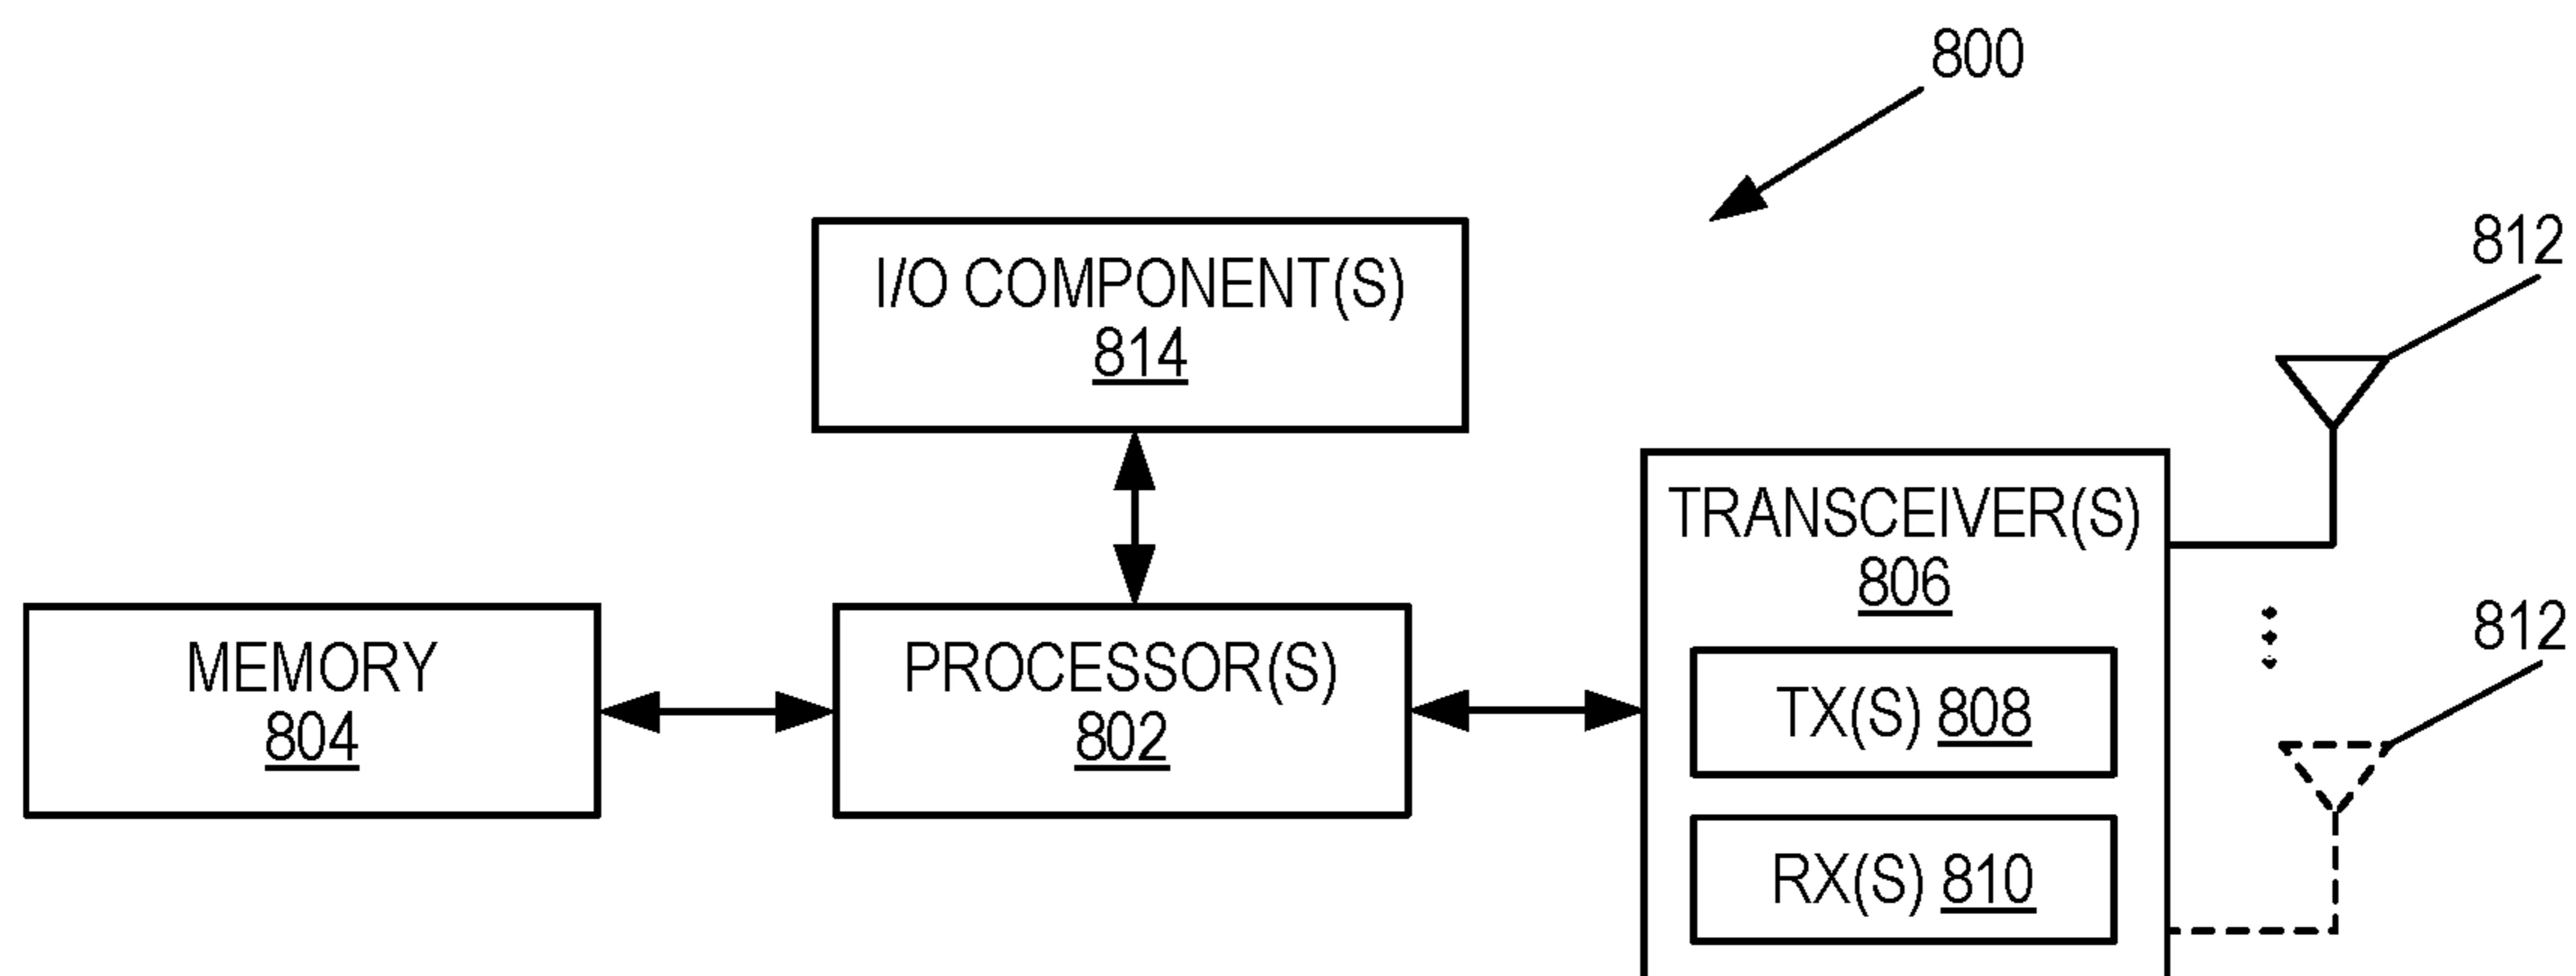 800
812
I/O COMPONENT(S)
814
TRANSCEIVER(S)
806
812
MEMORY
804
PROCESSOR(S)
802
TX(S) 808
RX(S) 810